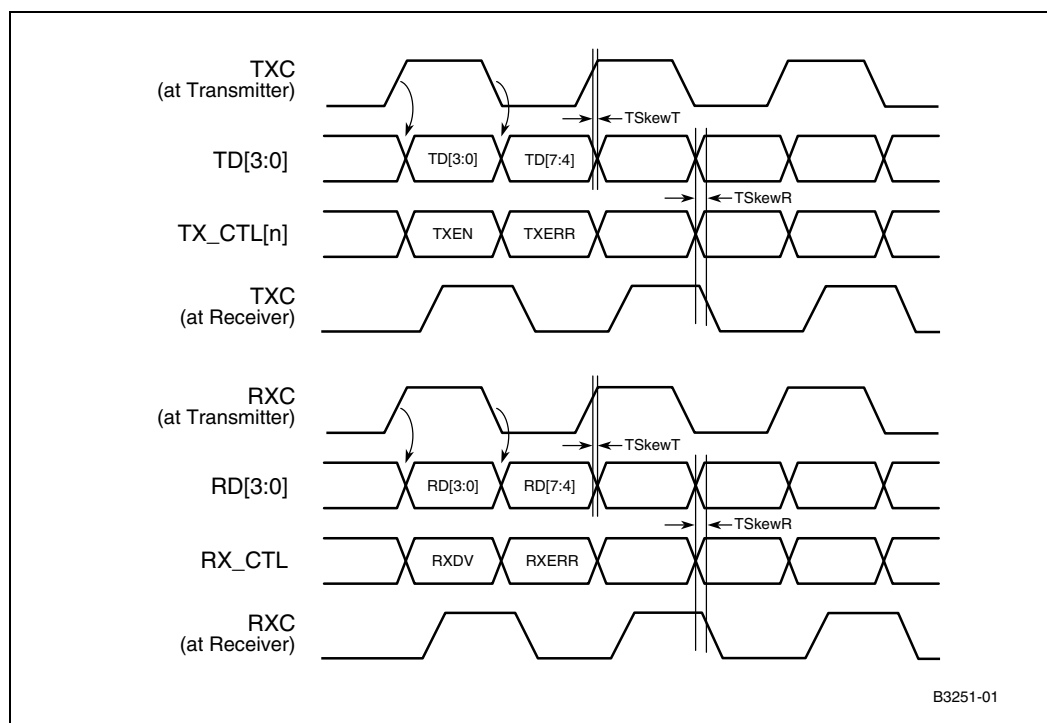 TXC
(at Transmitter)
TSkewT
TD[3:0]
TD[3:0]
TD[7:4]
TSkewR
TX_CTL[n]
TXEN
TXERR
TXC
(at Receiver)
RXC
(at Transmitter)
TSkewT
RD[3:0]
RD[3:0]
RD[7:4]
TSkewR
RX_CTL
RXDV
RXERR
RXC
(at Receiver)
B3251-01